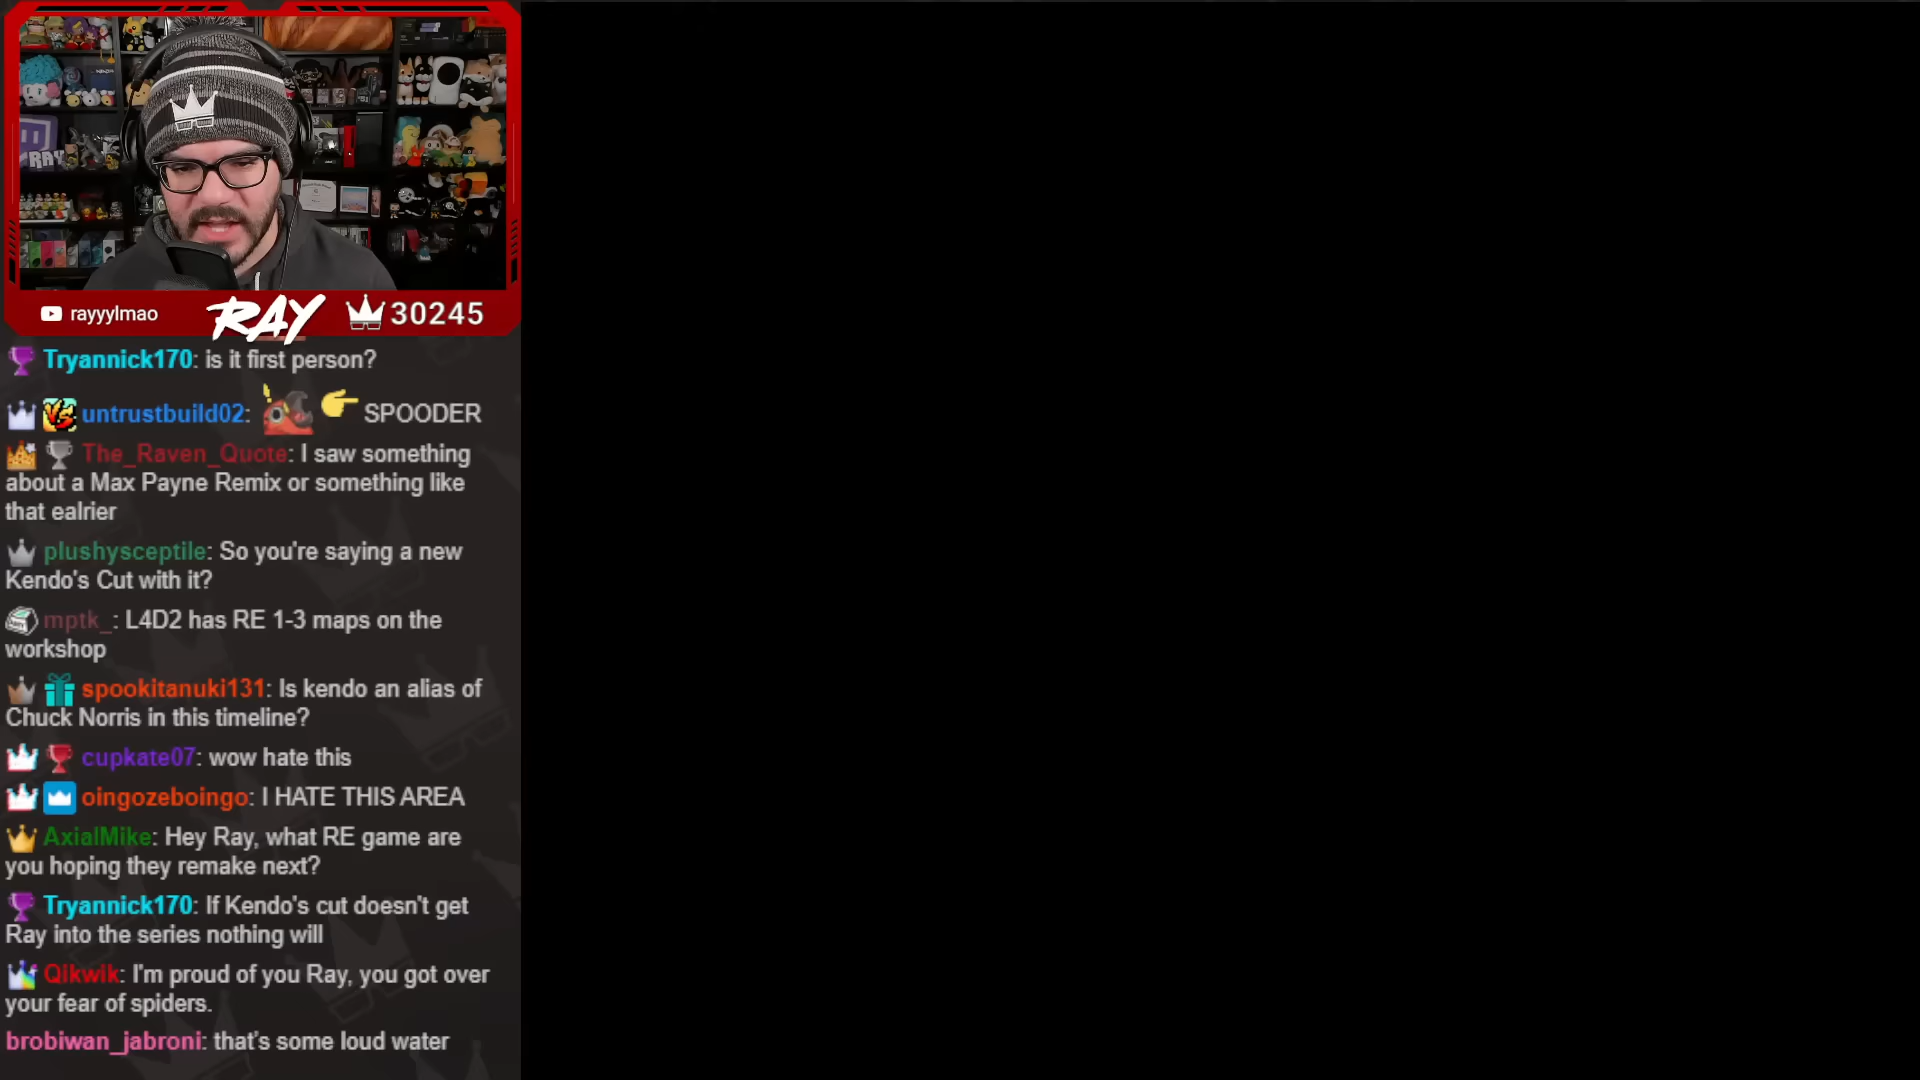 rayyylmao RAY 30245
Tryannick170: is it first person?
untrustbuild02: SPOODER
The_Raven_Quote: I saw something
about a Max Payne Remix or something like
that ealrier
plushysceptile: So you're saying a new
Kendo's Cut with it?
mptk_: L4D2 has RE 1-3 maps on the
workshop
spookitanuki131: Is kendo an alias of
Chuck Norris in this timeline?
cupkate07: wow hate this
oingozeboingo: I HATE THIS AREA
AxialMike: Hey Ray, what RE game are
you hoping they remake next?
Tryannick170: If Kendo's cut doesn't get
Ray into the series nothing will
Qikwik: I'm proud of you Ray, you got over
your fear of spiders.
brobiwan_jabroni: that's some loud water